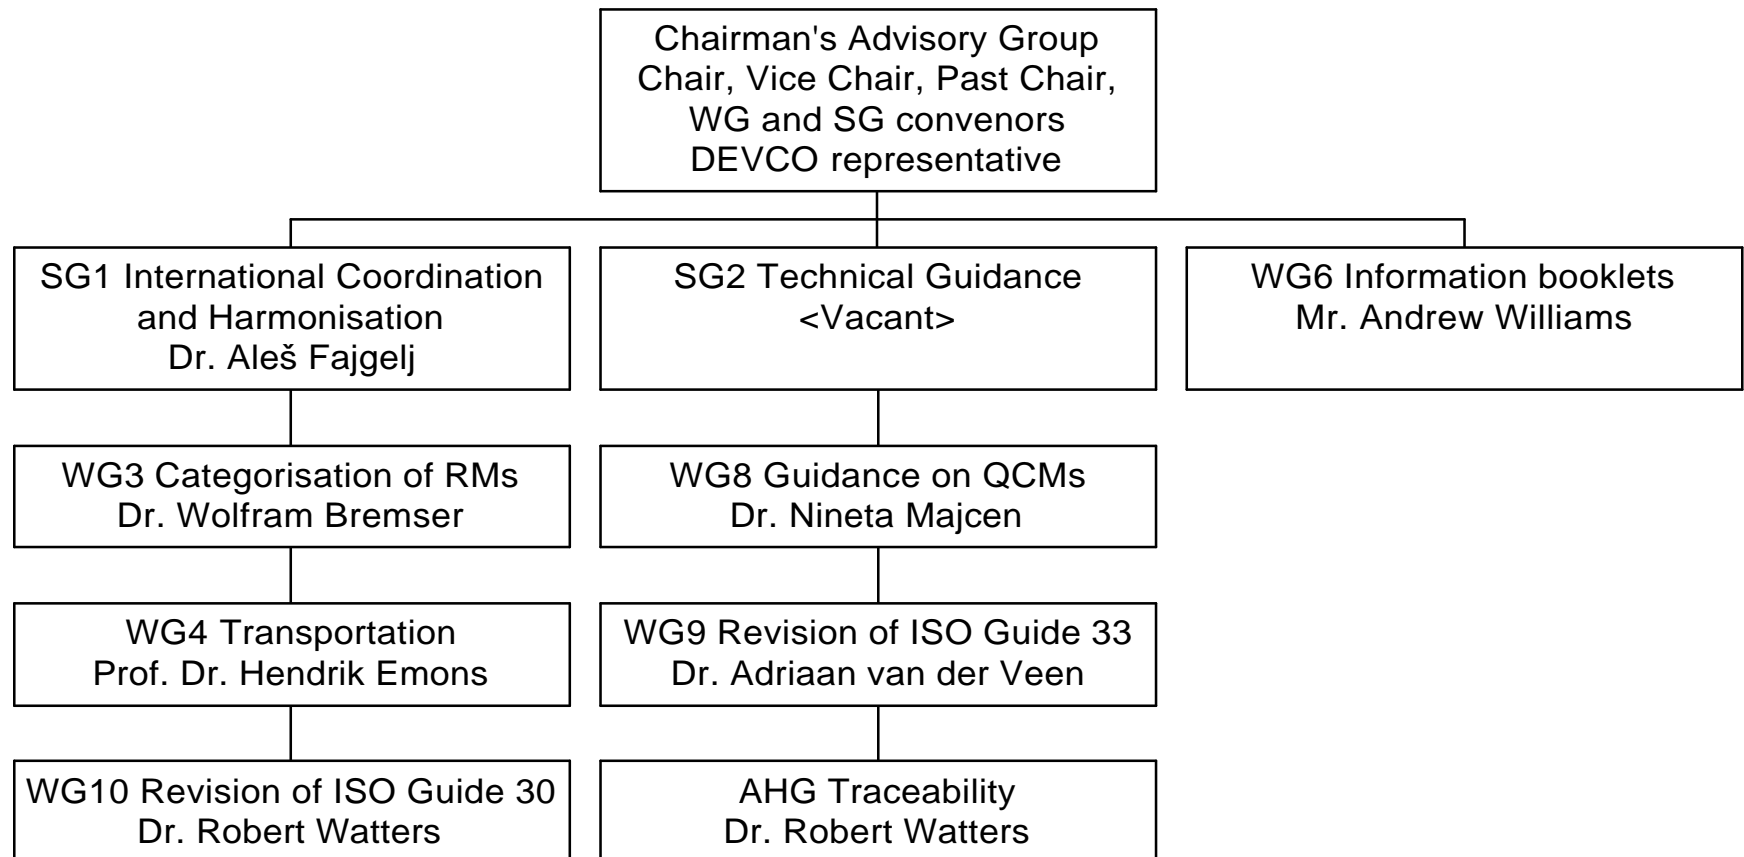 Chairman's Advisory Group
Chair, Vice Chair, Past Chair,
WG and SG convenors
DEVCO representative
SG1 International Coordination
and Harmonisation
Dr. Aleš Fajgelj
SG2 Technical Guidance
<Vacant>
WG6 Information booklets
Mr. Andrew Williams
WG3 Categorisation of RMs
Dr. Wolfram Bremser
WG8 Guidance on QCMs
Dr. Nineta Majcen
WG4 Transportation
Prof. Dr. Hendrik Emons
WG9 Revision of ISO Guide 33
Dr. Adriaan van der Veen
WG10 Revision of ISO Guide 30
Dr. Robert Watters
AHG Traceability
Dr. Robert Watters